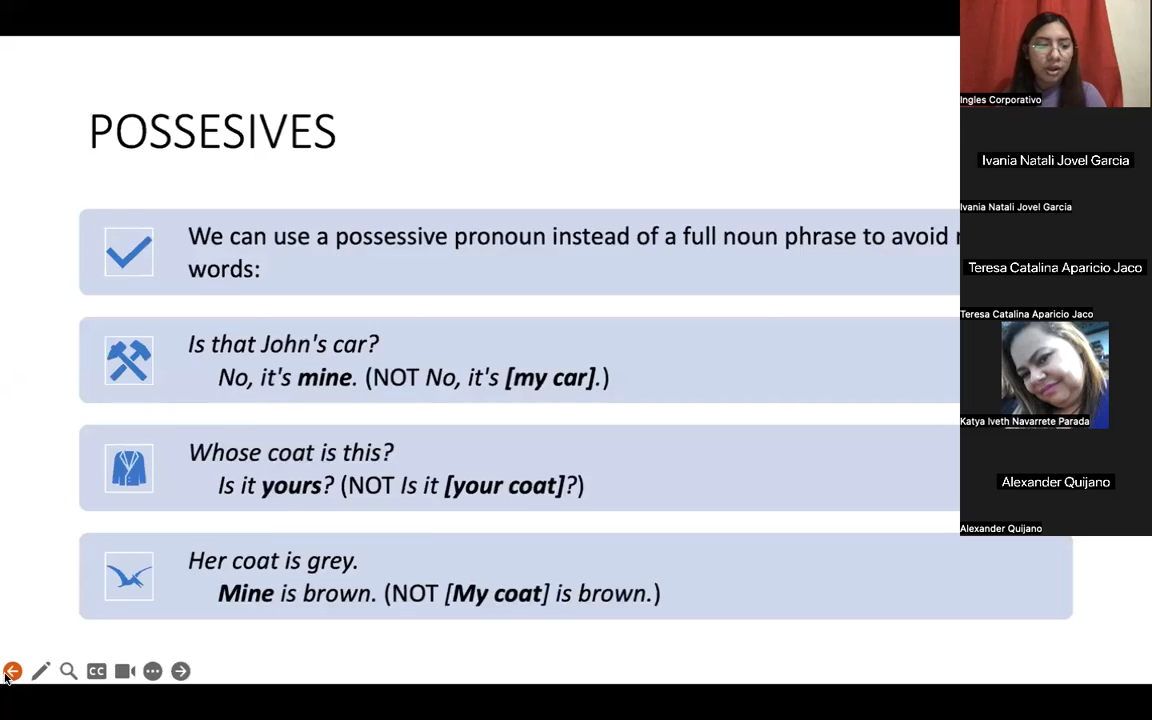 POSSESIVES
We can use a possessive pronoun instead of a full noun phrase to avoid
words:
Is that John's car?
No, it's mine. (NOT No, it's [my car].)
Whose coat is this?
Is it yours? (NOT Is it [your coat]?)
Her coat is grey.
Mine is brown. (NOT [My coat] is brown.)
CC
Ingles Corporativo
Ivania Natali Jovel Garcia
Ivania Natali Jovel Garcia
Teresa Catalina Aparicio Jaco
Teresa Catalina Aparicio Jaco
Katya Iveth Navarrete Parada
Alexander Quijano
Alexander Quijano